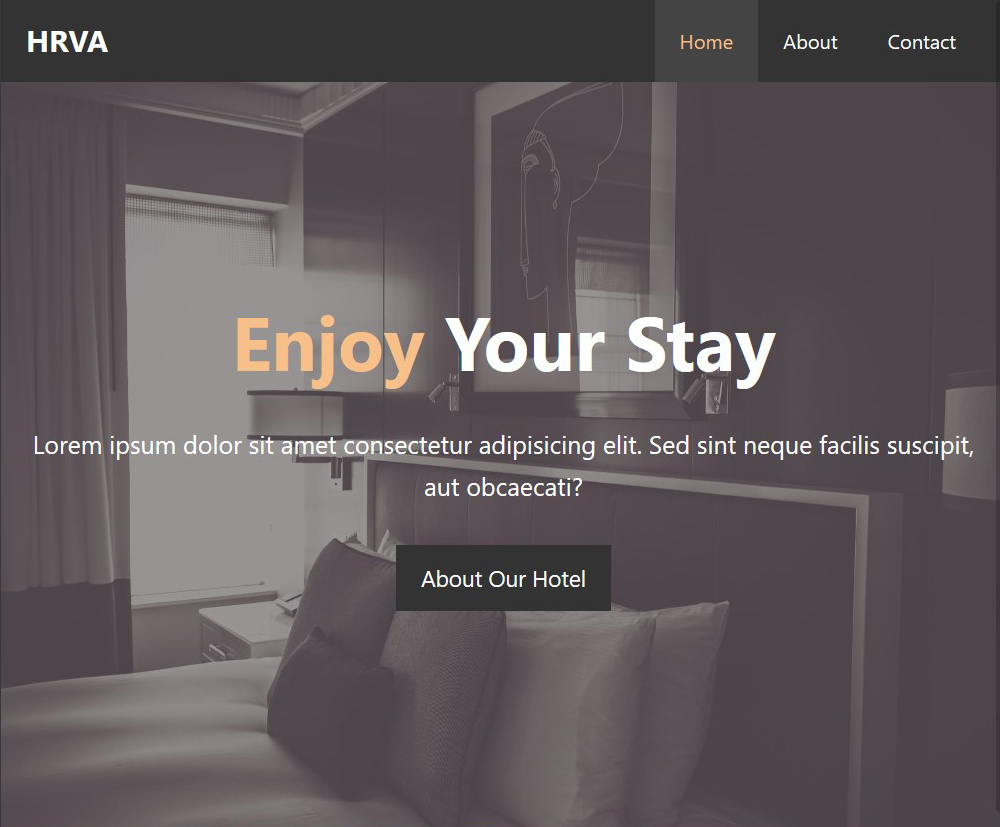 HRVA
Home
About
Contact
Enjoy Your Stay
Lorem ipsum dolor sit amet consectetur adipisicing elit. Sed sint neque facilis suscipit,
aut obcaecati?
About Our Hotel